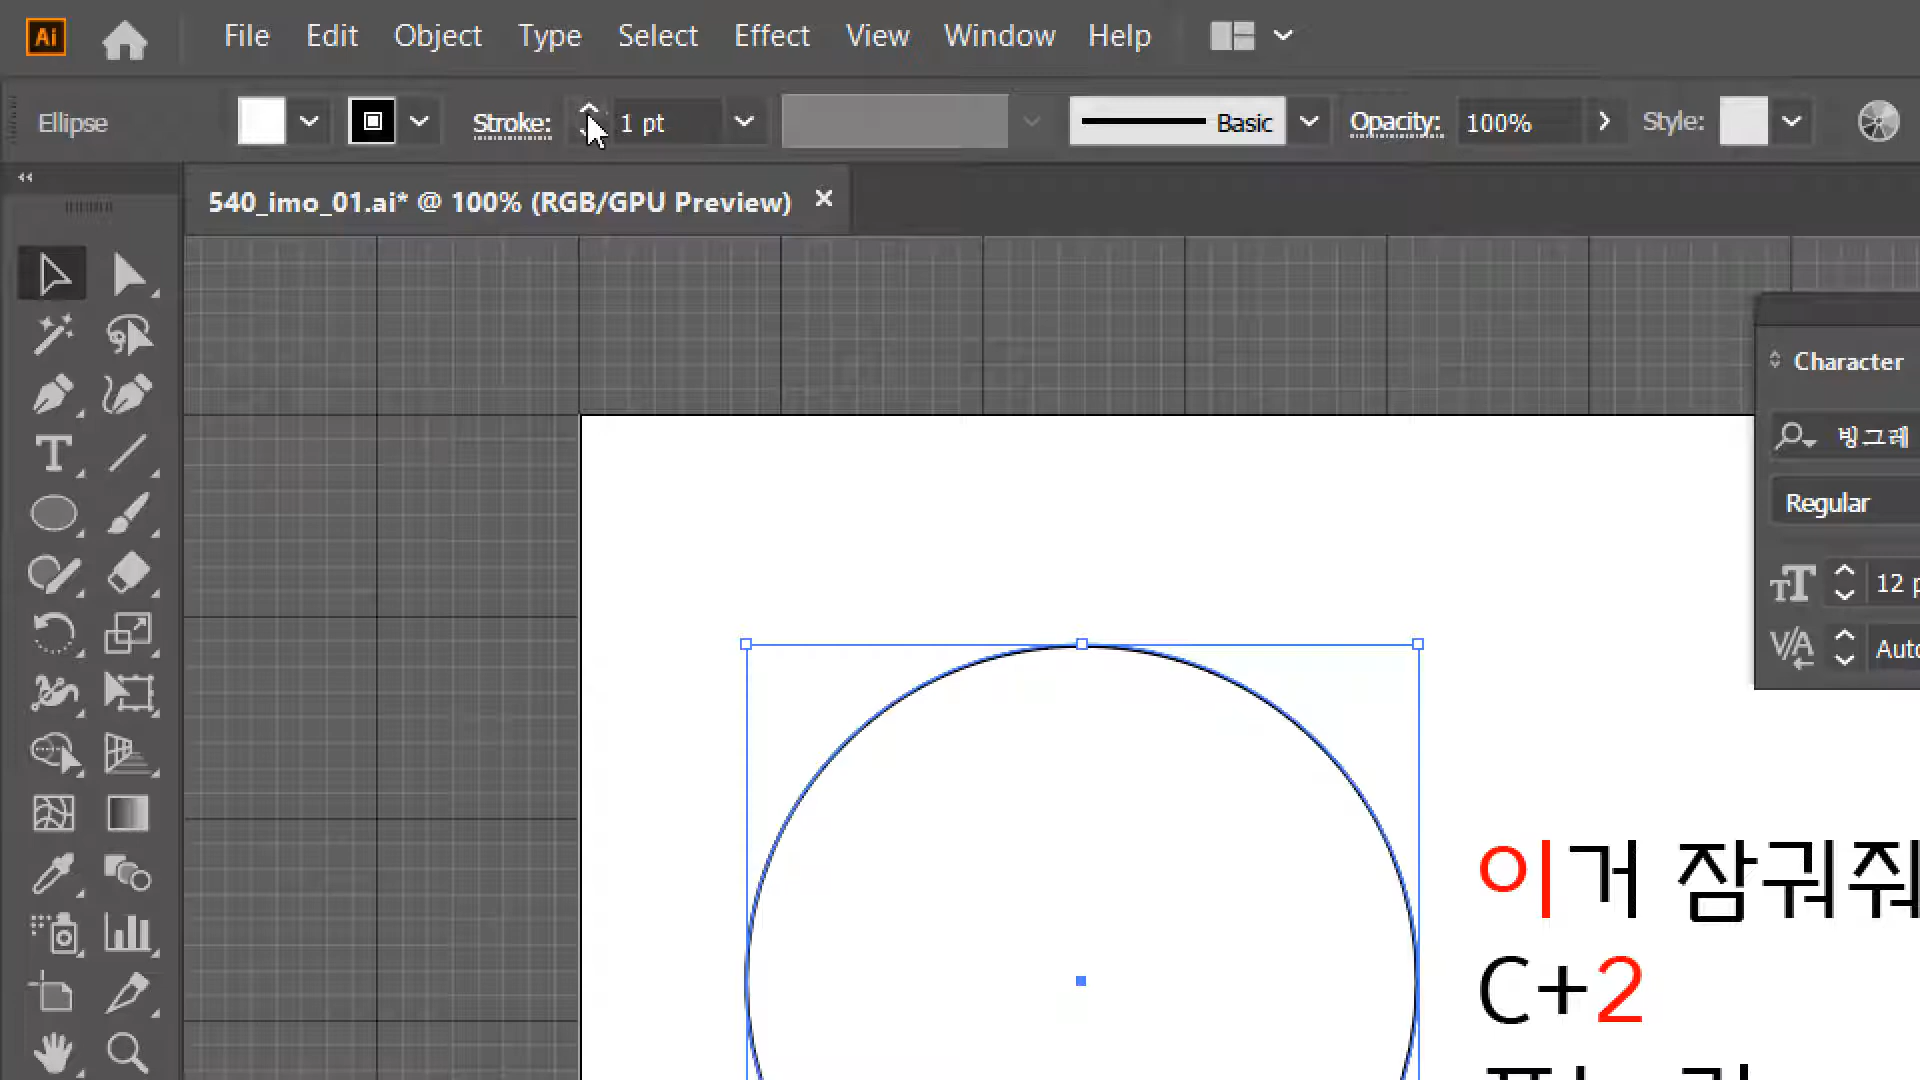 Ai File Edit Object Type Select Effect View Window Help
Ellipse Stroke: 1 pt Basic Opacity: 100% Style:
540_imo_01.ai* @ 100% (RGB/GPU Preview)
Character
빙그레
Regular
12
Auto
이거 잠궈줘
C+2